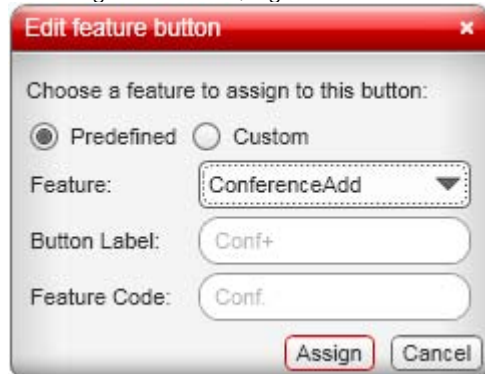 Edit feature button ×
Choose a feature to assign to this button:
Predefined Custom
Feature: ConferenceAdd
Button Label: Conf+
Feature Code: Conf.
Assign Cancel